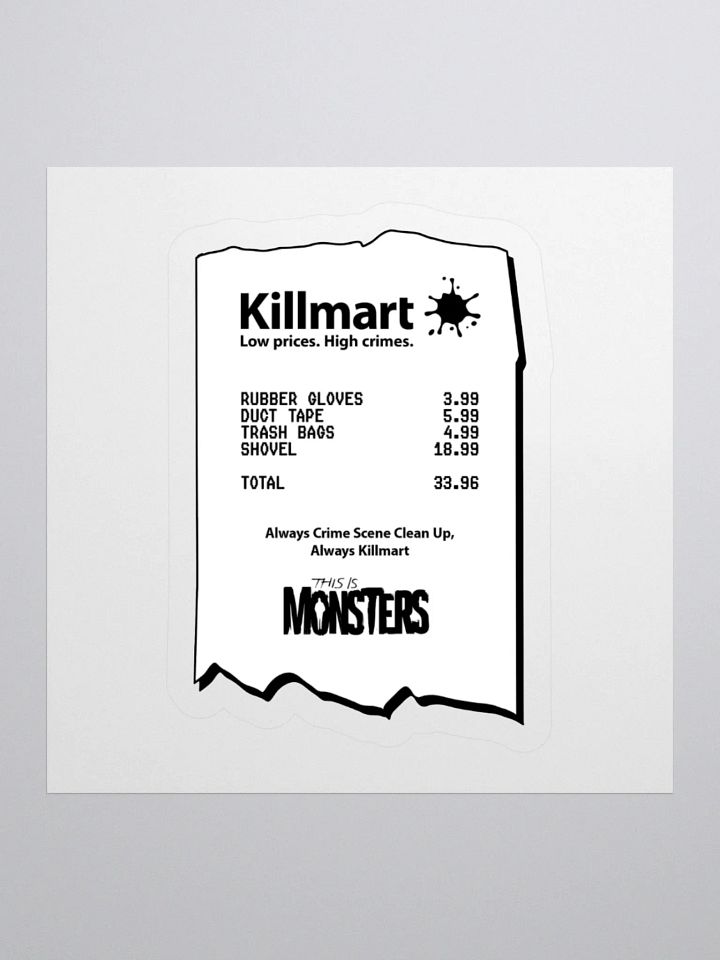 Killmart
Low prices. High crimes.
RUBBER GLOVES 3.99
DUCT TAPE 5.99
TRASH BAGS 4.99
SHOVEL 18.99
TOTAL 33.96
Always Crime Scene Clean Up,
Always Killmart
THIS IS
MONSTERS